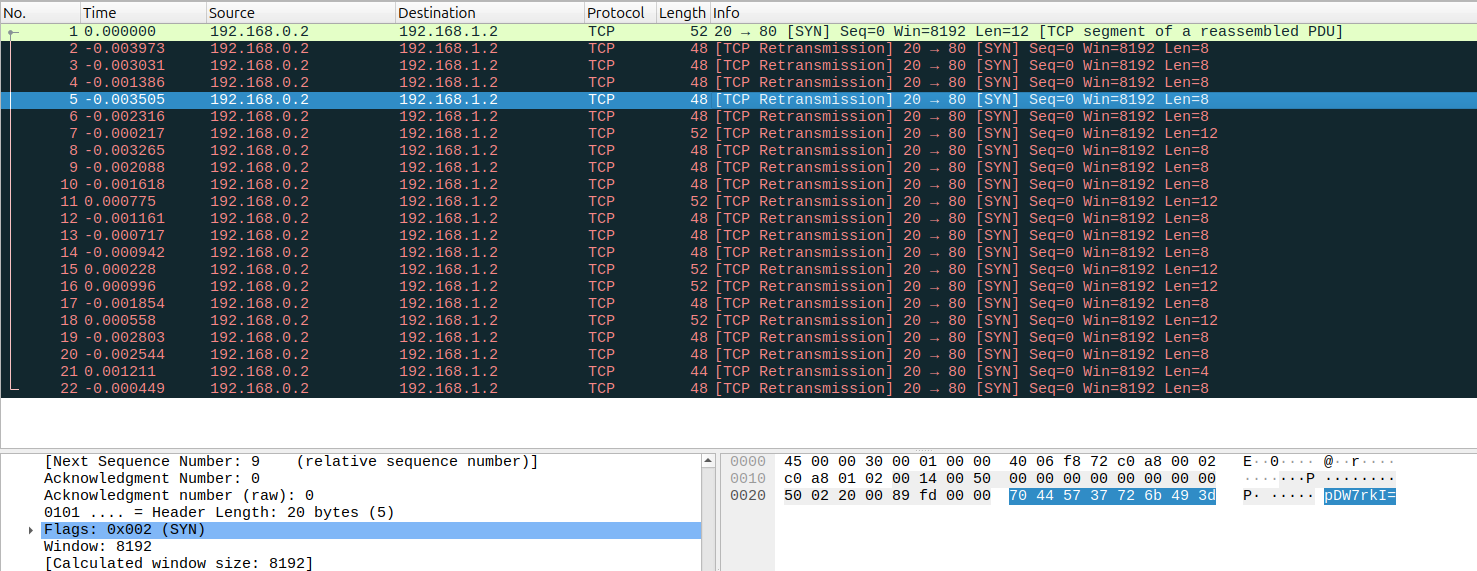 No. Time Source Destination Protocol Length Info
1 0.000000 192.168.0.2 192.168.1.2 TCP 52 20 → 80 [SYN] Seq=0 Win=8192 Len=12 [TCP segment of a reassembled PDU]
2 -0.003973 192.168.0.2 192.168.1.2 TCP 48 [TCP Retransmission] 20 → 80 [SYN] Seq=0 Win=8192 Len=8
3 -0.003031 192.168.0.2 192.168.1.2 TCP 48 [TCP Retransmission] 20 → 80 [SYN] Seq=0 Win=8192 Len=8
4 -0.001386 192.168.0.2 192.168.1.2 TCP 48 [TCP Retransmission] 20 → 80 [SYN] Seq=0 Win=8192 Len=8
5 -0.003505 192.168.0.2 192.168.1.2 TCP 48 [TCP Retransmission] 20 → 80 [SYN] Seq=0 Win=8192 Len=8
6 -0.002316 192.168.0.2 192.168.1.2 TCP 48 [TCP Retransmission] 20 → 80 [SYN] Seq=0 Win=8192 Len=8
7 -0.000217 192.168.0.2 192.168.1.2 TCP 52 [TCP Retransmission] 20 → 80 [SYN] Seq=0 Win=8192 Len=12
8 -0.003265 192.168.0.2 192.168.1.2 TCP 48 [TCP Retransmission] 20 → 80 [SYN] Seq=0 Win=8192 Len=8
9 -0.002088 192.168.0.2 192.168.1.2 TCP 48 [TCP Retransmission] 20 → 80 [SYN] Seq=0 Win=8192 Len=8
10 -0.001618 192.168.0.2 192.168.1.2 TCP 48 [TCP Retransmission] 20 → 80 [SYN] Seq=0 Win=8192 Len=8
11 0.000775 192.168.0.2 192.168.1.2 TCP 52 [TCP Retransmission] 20 → 80 [SYN] Seq=0 Win=8192 Len=12
12 -0.001161 192.168.0.2 192.168.1.2 TCP 48 [TCP Retransmission] 20 → 80 [SYN] Seq=0 Win=8192 Len=8
13 -0.000717 192.168.0.2 192.168.1.2 TCP 48 [TCP Retransmission] 20 → 80 [SYN] Seq=0 Win=8192 Len=8
14 -0.000942 192.168.0.2 192.168.1.2 TCP 48 [TCP Retransmission] 20 → 80 [SYN] Seq=0 Win=8192 Len=8
15 0.000228 192.168.0.2 192.168.1.2 TCP 52 [TCP Retransmission] 20 → 80 [SYN] Seq=0 Win=8192 Len=12
16 0.000996 192.168.0.2 192.168.1.2 TCP 52 [TCP Retransmission] 20 → 80 [SYN] Seq=0 Win=8192 Len=12
17 -0.001854 192.168.0.2 192.168.1.2 TCP 48 [TCP Retransmission] 20 → 80 [SYN] Seq=0 Win=8192 Len=8
18 0.000558 192.168.0.2 192.168.1.2 TCP 52 [TCP Retransmission] 20 → 80 [SYN] Seq=0 Win=8192 Len=12
19 -0.002803 192.168.0.2 192.168.1.2 TCP 48 [TCP Retransmission] 20 → 80 [SYN] Seq=0 Win=8192 Len=8
20 -0.002544 192.168.0.2 192.168.1.2 TCP 48 [TCP Retransmission] 20 → 80 [SYN] Seq=0 Win=8192 Len=8
21 0.001211 192.168.0.2 192.168.1.2 TCP 44 [TCP Retransmission] 20 → 80 [SYN] Seq=0 Win=8192 Len=4
22 -0.000449 192.168.0.2 192.168.1.2 TCP 48 [TCP Retransmission] 20 → 80 [SYN] Seq=0 Win=8192 Len=8
[Next Sequence Number: 9 (relative sequence number)]
Acknowledgment Number: 0
Acknowledgment number (raw): 0
0101 .... = Header Length: 20 bytes (5)
Flags: 0x002 (SYN)
Window: 8192
[Calculated window size: 8192]
0000 45 00 00 30 00 01 00 00 40 06 f8 72 c0 a8 00 02 E··0···· @··r····
0010 c0 a8 01 02 00 14 00 50 00 00 00 00 00 00 00 00 ·······P ········
0020 50 02 20 00 89 fd 00 00 70 44 57 37 72 6b 49 3d P· ····· pDW7rkI=